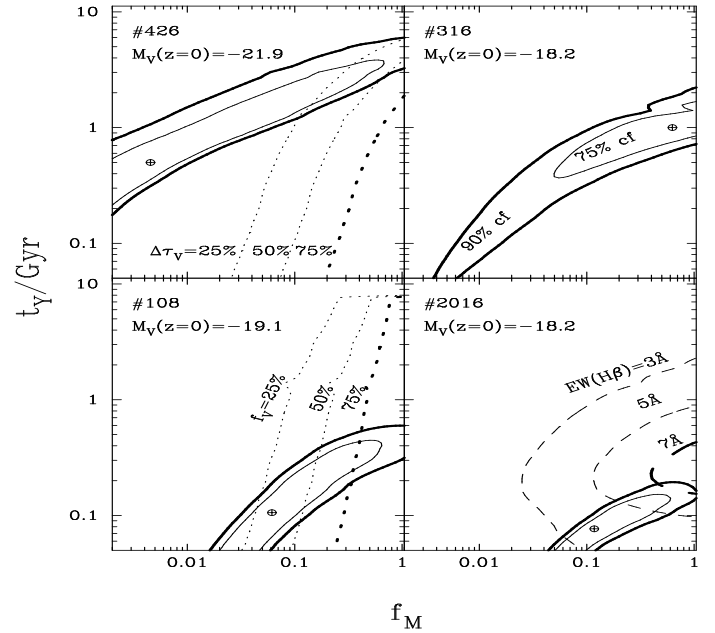 10
1
0.1
#426
M_V(z=0)=−21.9
Δτ_V=25% 50% 75%
#316
M_V(z=0)=−18.2
75% cf
90% cf
10
1
0.1
#108
M_V(z=0)=−19.1
f_V=25%
50%
75%
#2016
M_V(z=0)=−18.2
EW(Hβ)=3Å
5Å
7Å
t_Y/Gyr
0.01 0.1 1
0.01 0.1 1
f_M